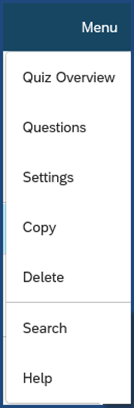 Menu
Quiz Overview
Questions
Settings
Copy
Delete
Search
Help